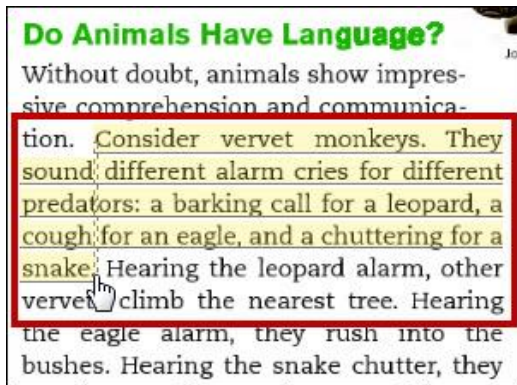 Do Animals Have Language?
Jo
Without doubt, animals show impres-
sive comprehension and communica-
tion. Consider vervet monkeys. They
sound different alarm cries for different
predators: a barking call for a leopard, a
cough for an eagle, and a chuttering for a
snake. Hearing the leopard alarm, other
vervets climb the nearest tree. Hearing
the eagle alarm, they rush into the
bushes. Hearing the snake chutter, they